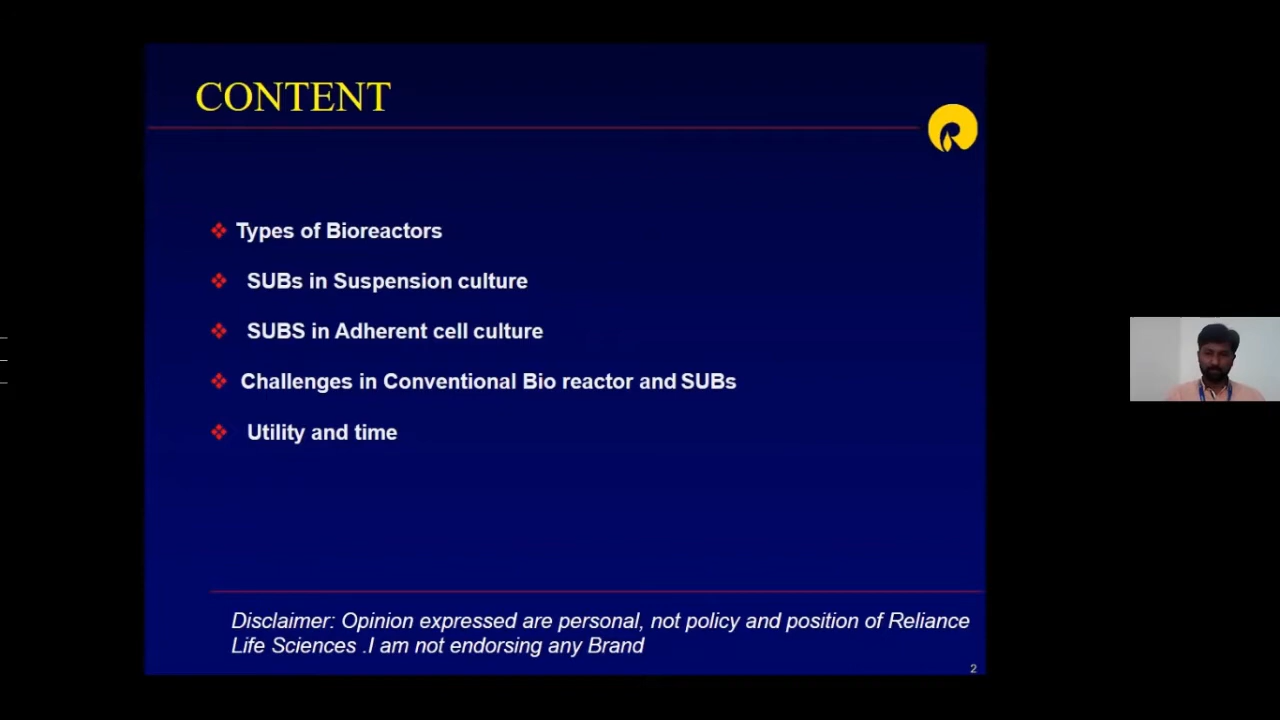 CONTENT
Types of Bioreactors
SUBs in Suspension culture
SUBS in Adherent cell culture
Challenges in Conventional Bio reactor and SUBs
Utility and time
Disclaimer: Opinion expressed are personal, not policy and position of Reliance
Life Sciences .I am not endorsing any Brand
2